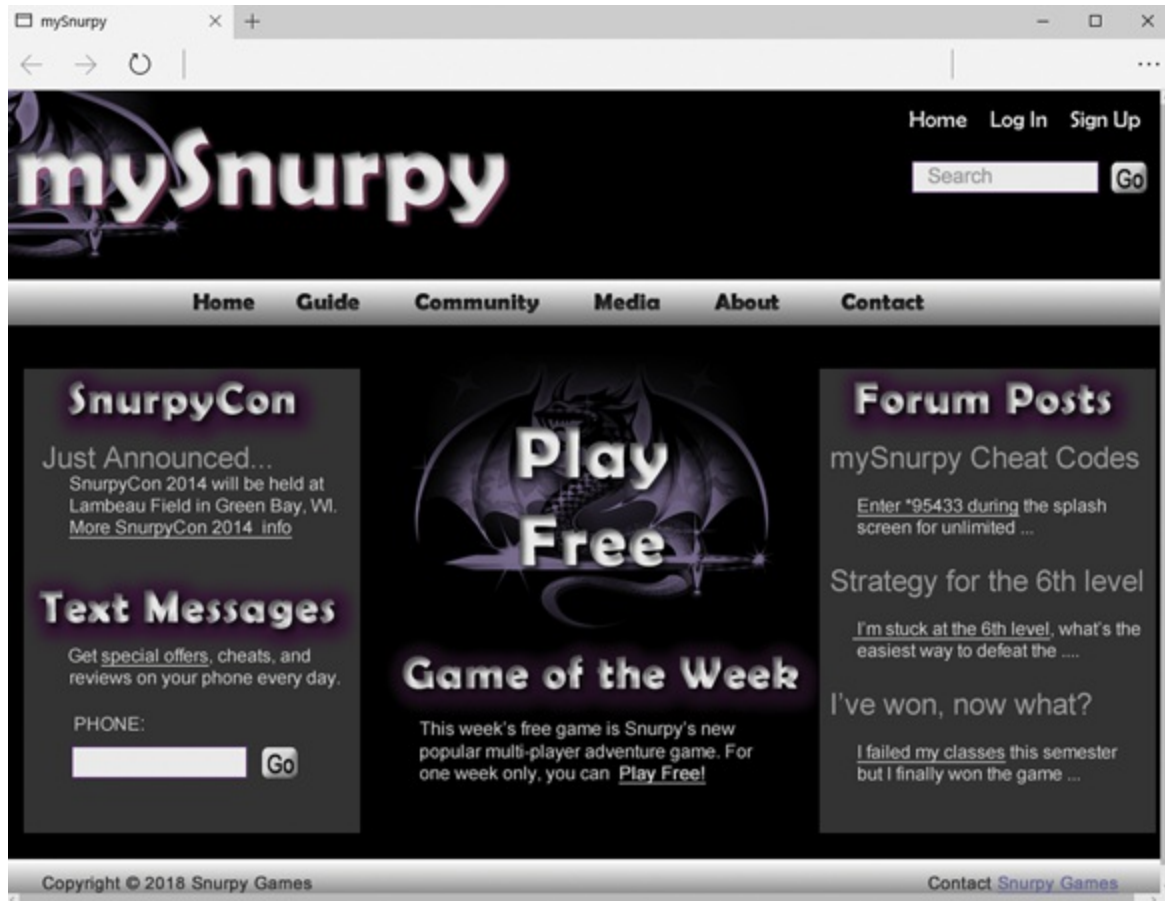 mySnurpy
Home Log In Sign Up
mySnurpy
Search Go
Home Guide Community Media About Contact
SnurpyCon
Just Announced...
SnurpyCon 2014 will be held at
Lambeau Field in Green Bay, WI.
More SnurpyCon 2014 info
Text Messages
Get special offers, cheats, and
reviews on your phone every day.
PHONE:
Go
Play
Free
Game of the Week
This week's free game is Snurpy's new
popular multi-player adventure game. For
one week only, you can Play Free!
Forum Posts
mySnurpy Cheat Codes
Enter *95433 during the splash
screen for unlimited ...
Strategy for the 6th level
I'm stuck at the 6th level, what's the
easiest way to defeat the ....
I've won, now what?
I failed my classes this semester
but I finally won the game ...
Copyright © 2018 Snurpy Games
Contact Snurpy Games